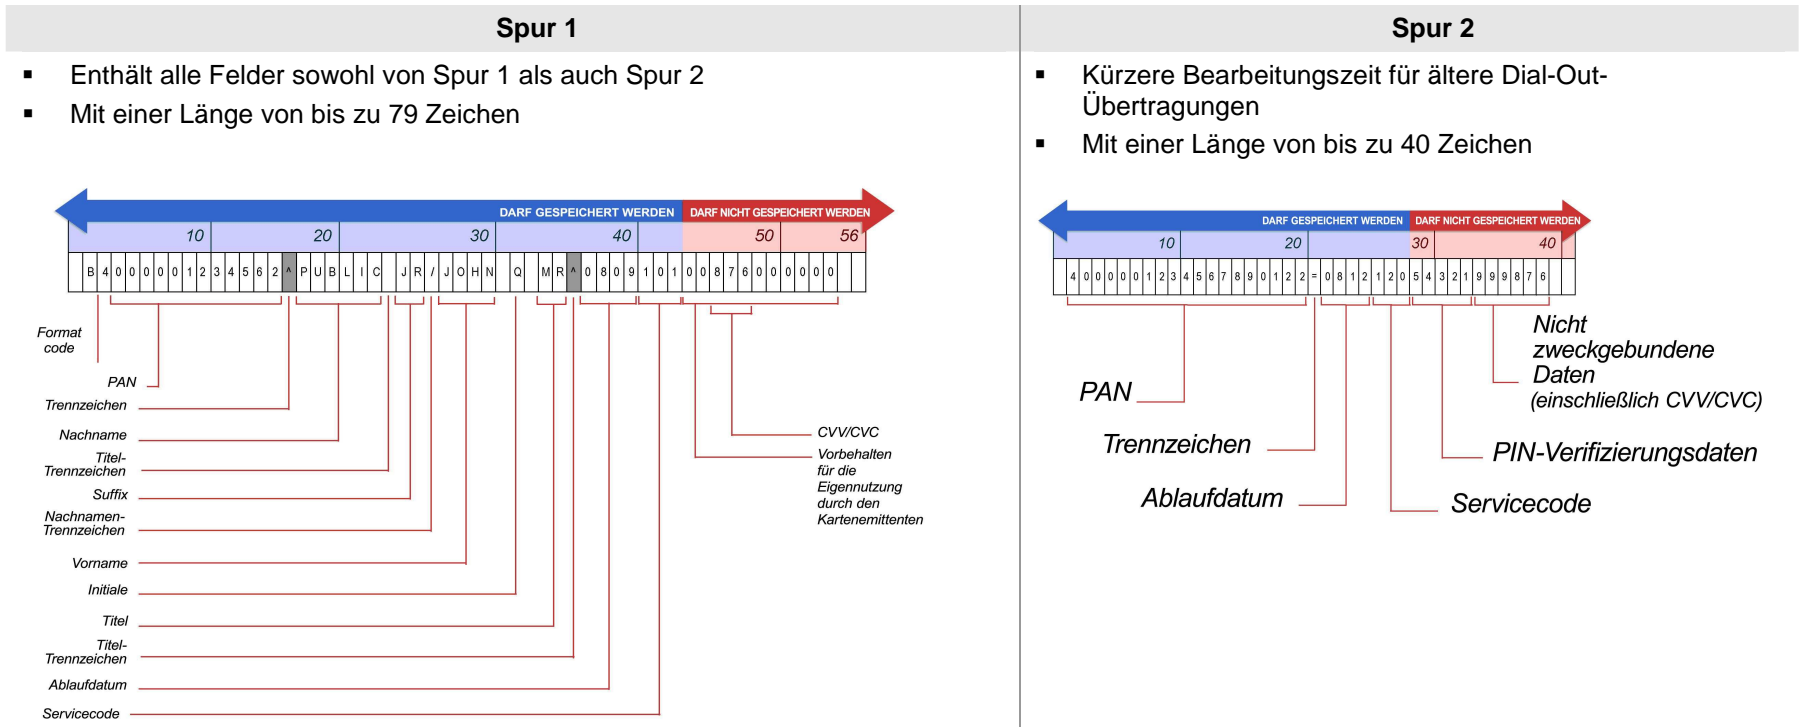 Spur 1
Enthält alle Felder sowohl von Spur 1 als auch Spur 2
Mit einer Länge von bis zu 79 Zeichen
DARF GESPEICHERT WERDEN DARF NICHT GESPEICHERT WERDEN
10 20 30 40 50 56
B 4 0 0 0 0 0 1 2 3 4 5 6 2 ^ P U B L I C J R / J O H N Q M R ^ 0 8 0 9 1 0 1 0 0 8 7 6 0 0 0 0 0 0
Format
code
PAN
Trennzeichen
Nachname
Titel-
Trennzeichen
Suffix
Nachnamen-
Trennzeichen
Vorname
Initiale
Titel
Titel-
Trennzeichen
Ablaufdatum
Servicecode
CVV/CVC
Vorbehalten
für die
Eigennutzung
durch den
Kartenemittenten
Spur 2
Kürzere Bearbeitungszeit für ältere Dial-Out-
Übertragungen
Mit einer Länge von bis zu 40 Zeichen
DARF GESPEICHERT WERDEN DARF NICHT GESPEICHERT WERDEN
10 20 30 40
4 0 0 0 0 0 1 2 3 4 5 6 7 8 9 0 1 2 2 = 0 8 1 2 1 2 0 5 4 3 2 1 9 9 9 8 7 6
Nicht
zweckgebundene
Daten
(einschließlich CVV/CVC)
PAN
Trennzeichen
PIN-Verifizierungsdaten
Ablaufdatum
Servicecode